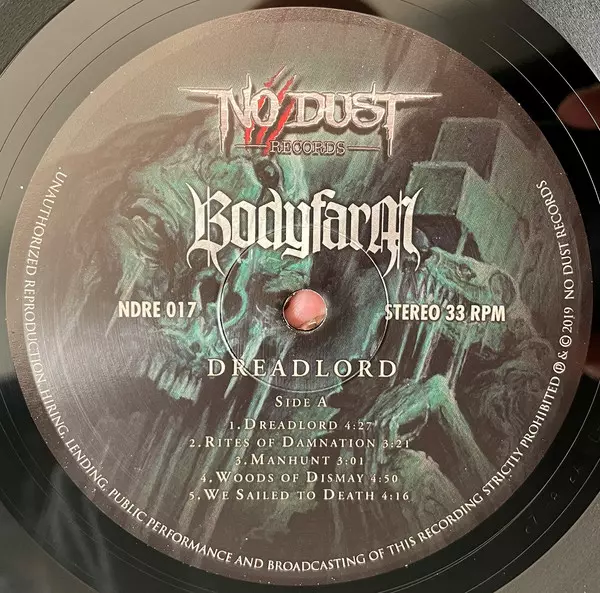 NO DUST
RECORDS
Bodyfarm
NDRE 017
STEREO 33 RPM
DREADLORD
SIDE A
1. DREADLORD 4:27
2. RITES OF DAMNATION 3:21
3. MANHUNT 3:01
4. WOODS OF DISMAY 4:50
5. WE SAILED TO DEATH 4:16
UNAUTHORIZED REPRODUCTION, HIRING, LENDING, PUBLIC PERFORMANCE AND BROADCASTING OF THIS RECORDING STRICTLY PROHIBITED ℗ & © 2019 NO DUST RECORDS